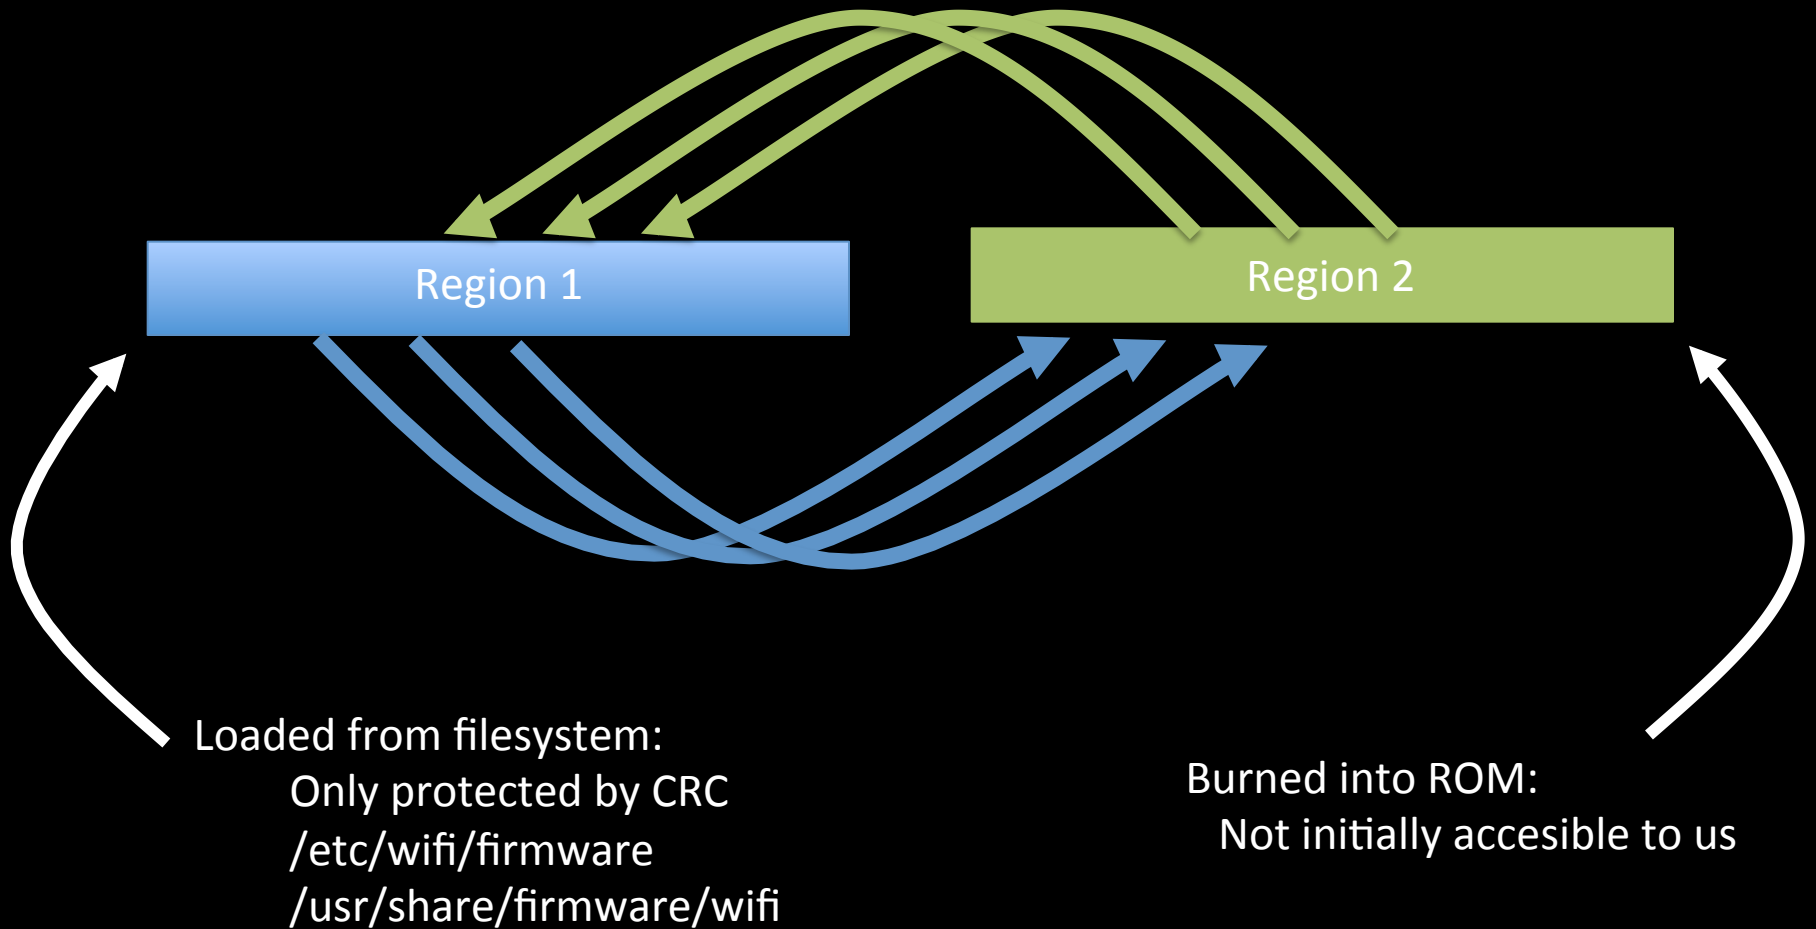 Region 1
Region 2
Loaded from filesystem:
Only protected by CRC
/etc/wifi/firmware
/usr/share/firmware/wifi
Burned into ROM:
Not initially accesible to us